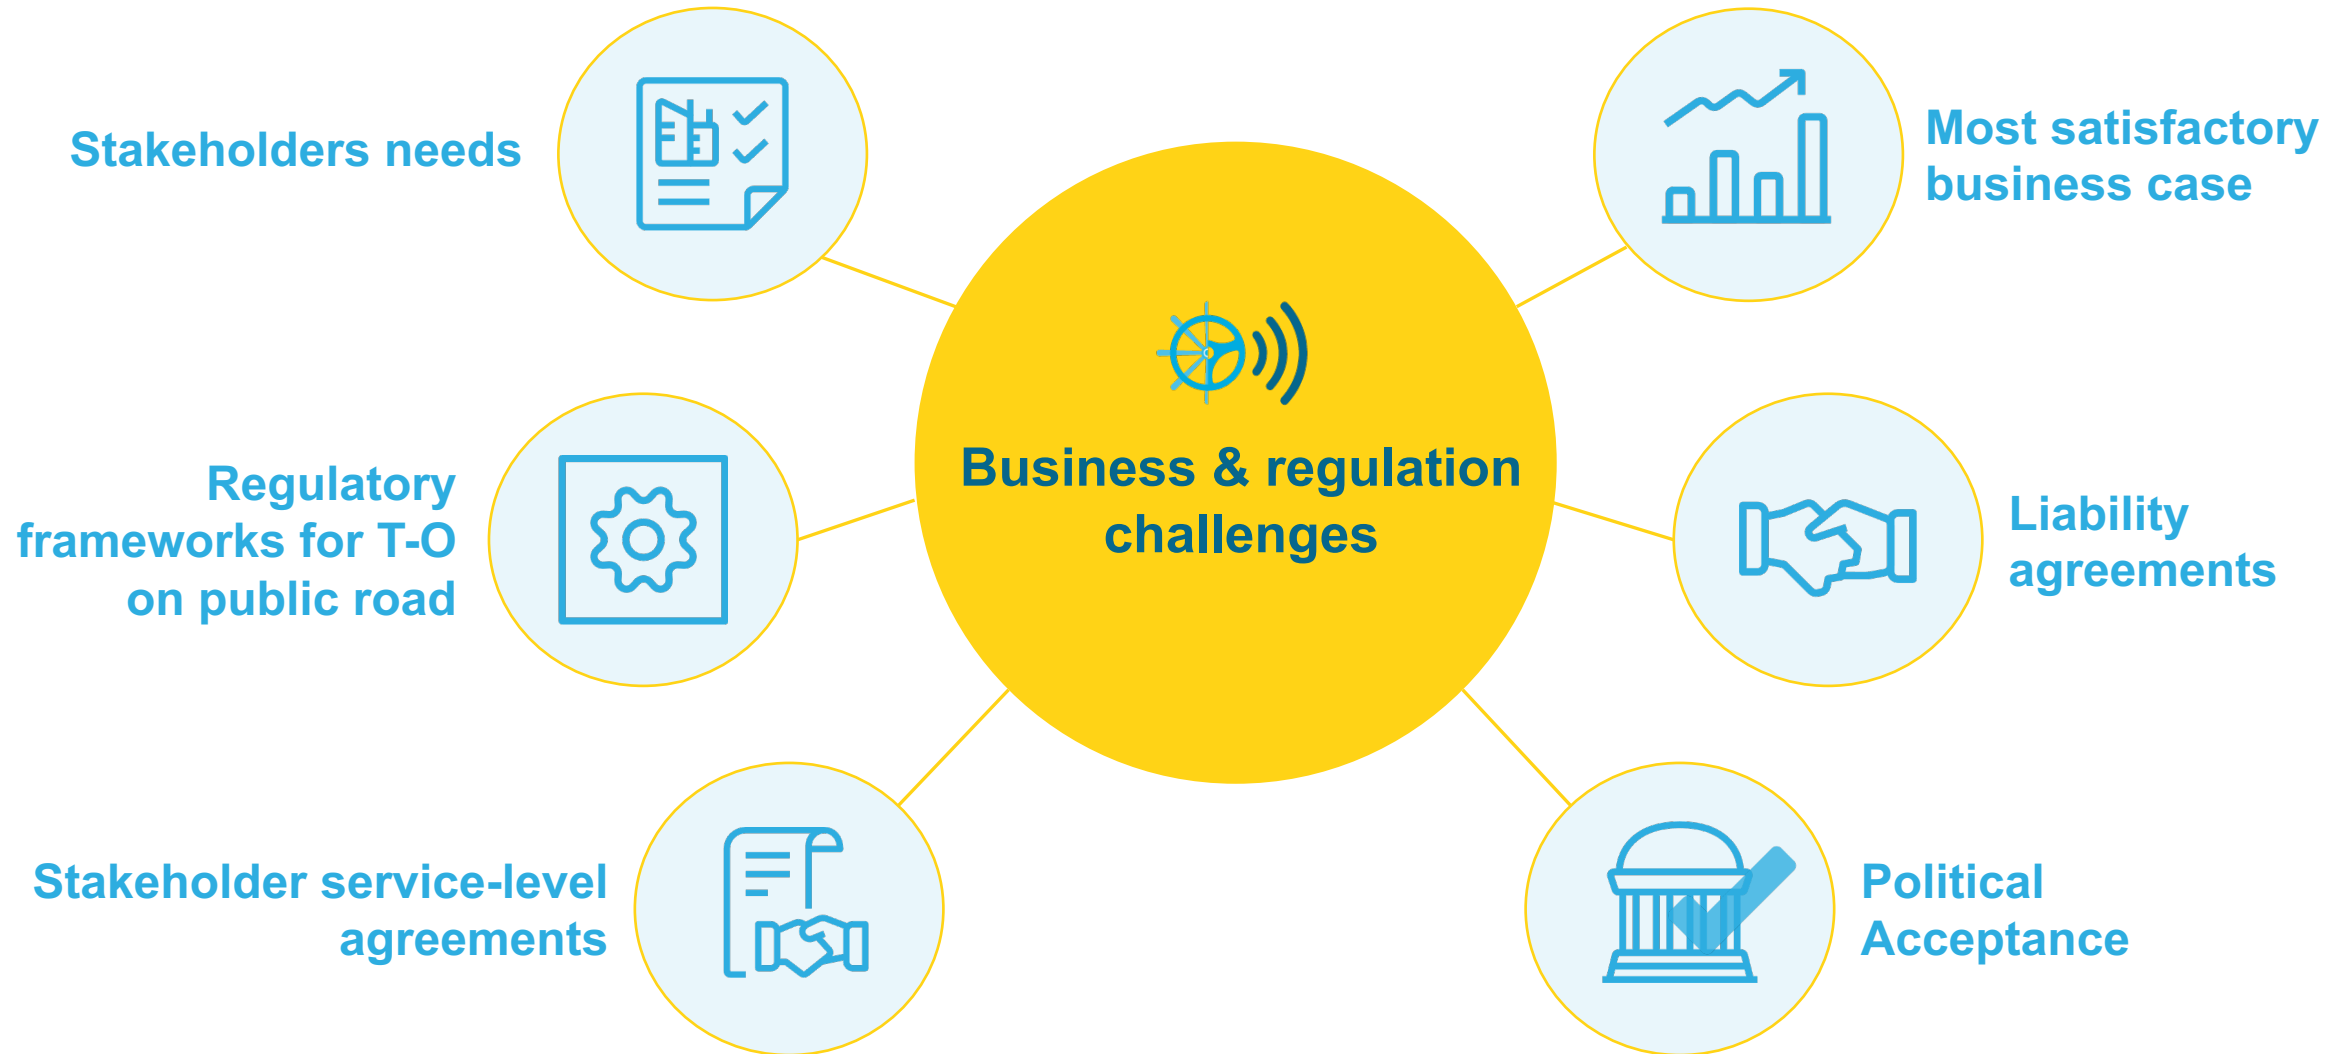 Stakeholders needs
Most satisfactory
business case
Business & regulation
challenges
Regulatory
frameworks for T-O
on public road
Liability
agreements
Stakeholder service-level
agreements
Political
Acceptance